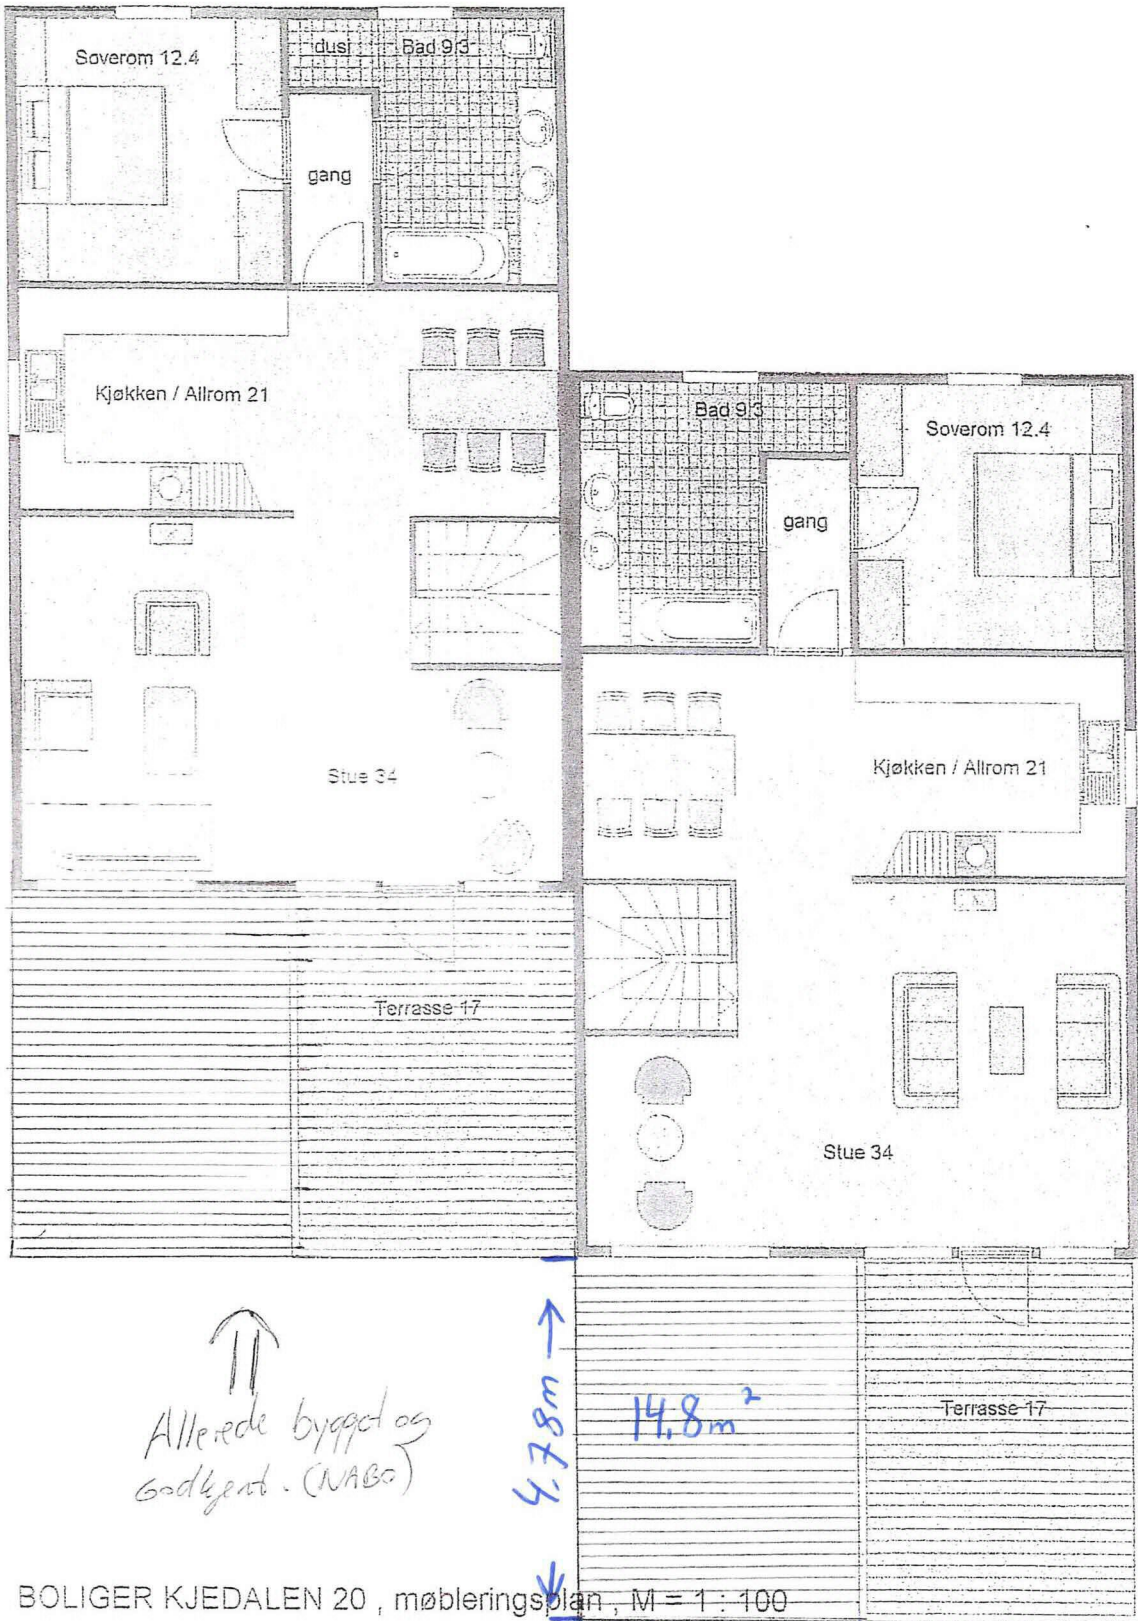 Soverom 12.4
dusj
Bad 9.3
gang
Kjøkken / Allrom 21
Stue 34
Terrasse 17
Bad 9.3
Soverom 12.4
gang
Kjøkken / Allrom 21
Stue 34
Terrasse 17
14.8m²
4.78m
Allerede bygget og
godkjent. (NABO)
BOLIGER KJEDALEN 20 , møbleringsplan , M = 1 : 100